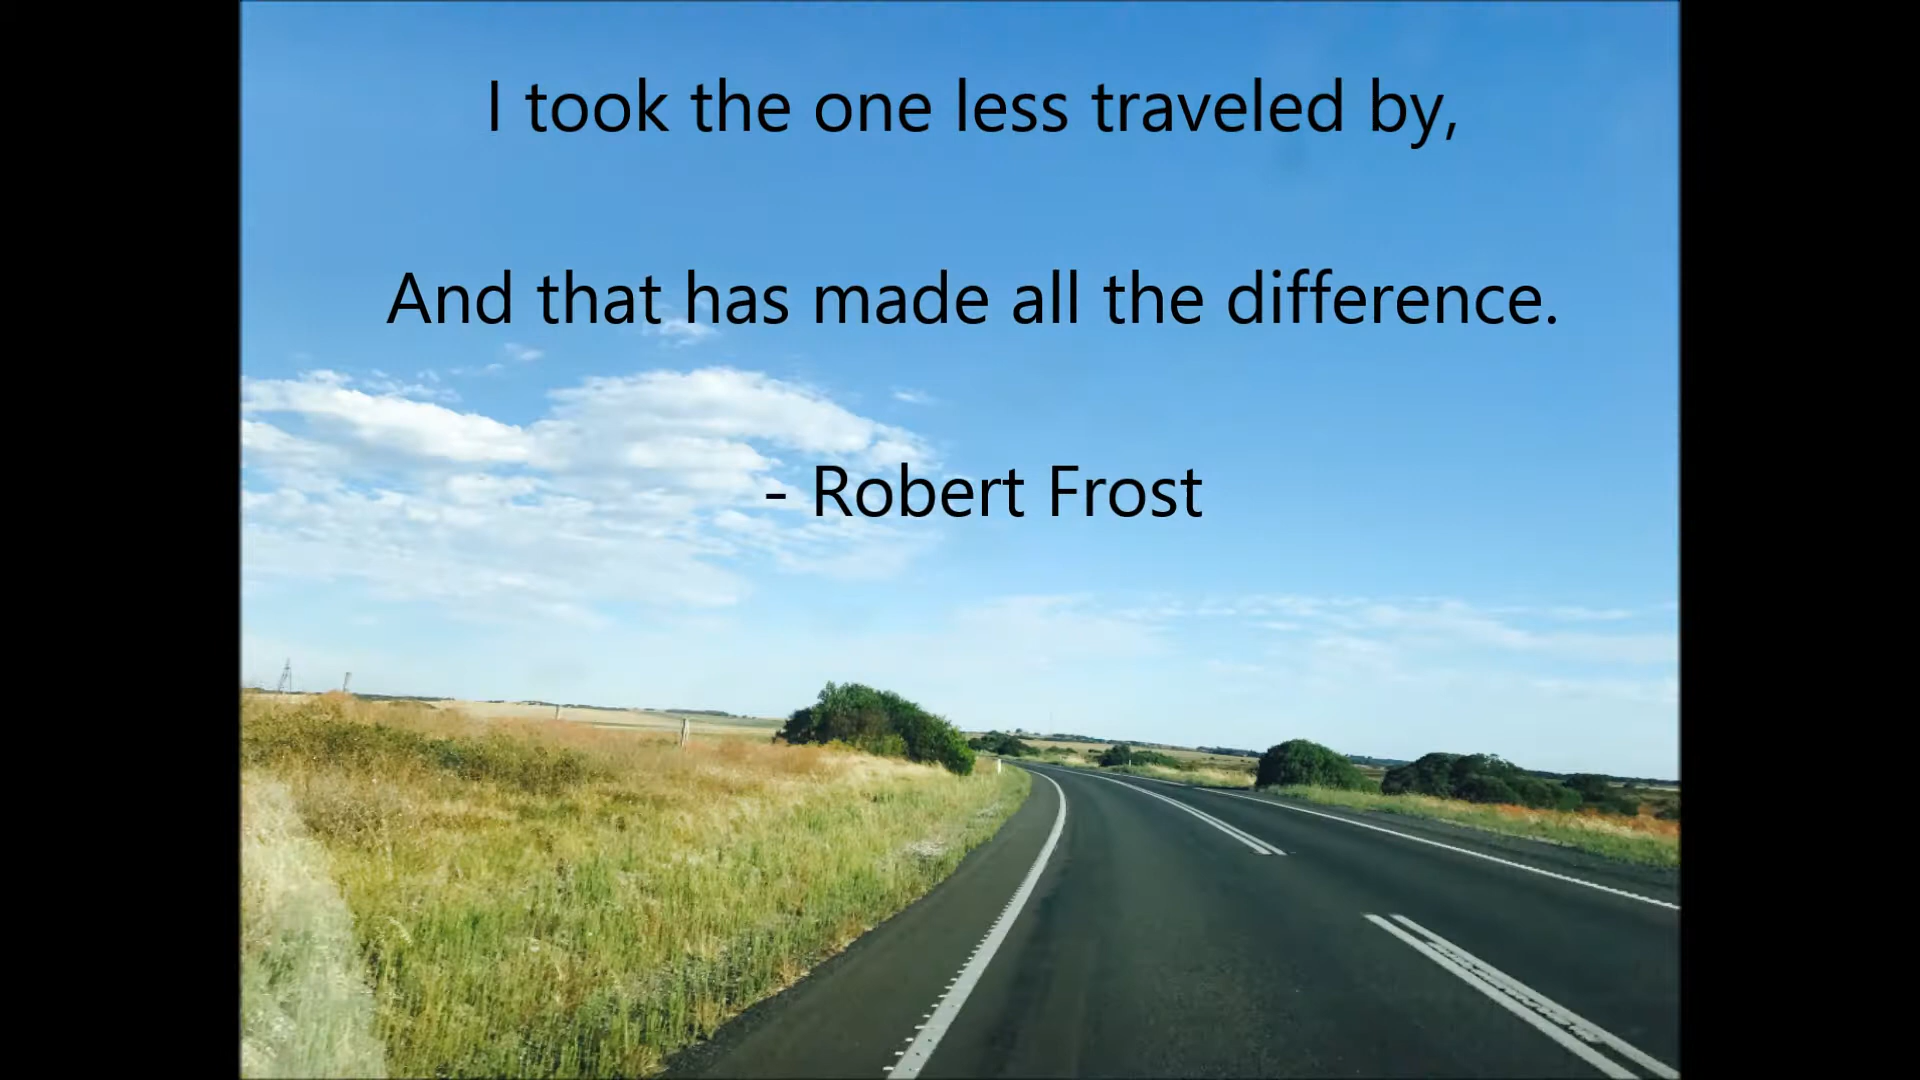 I took the one less traveled by,
And that has made all the difference.
- Robert Frost